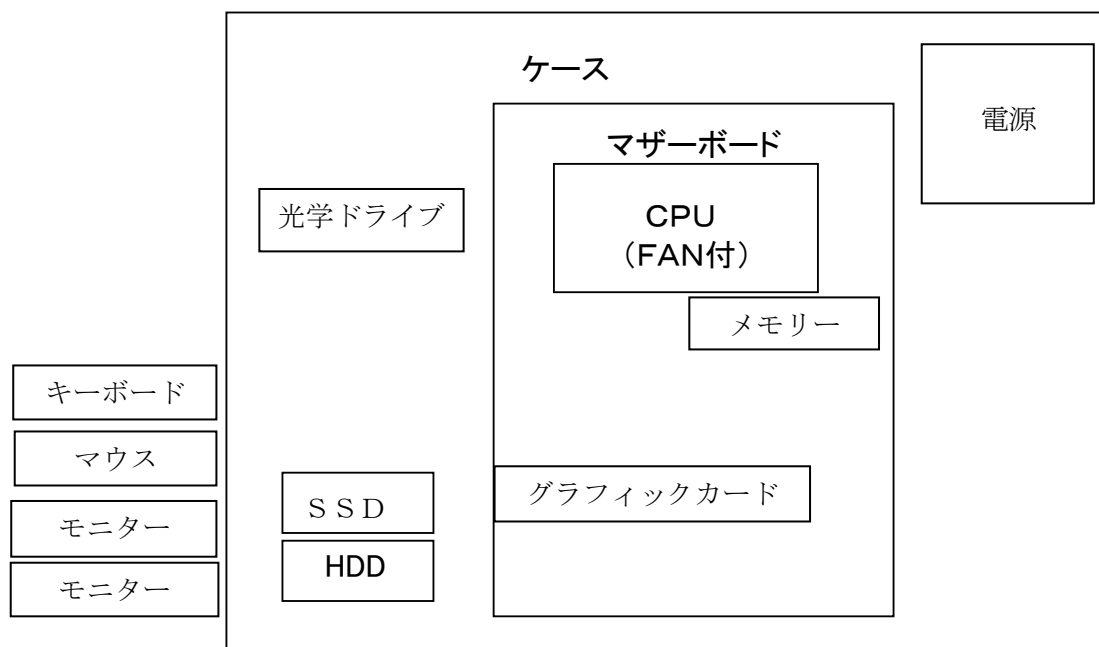 ケース
電源
マザーボード
光学ドライブ
CPU
（FAN付）
メモリー
キーボード
マウス
モニター
モニター
ＳＳＤ
HDD
グラフィックカード